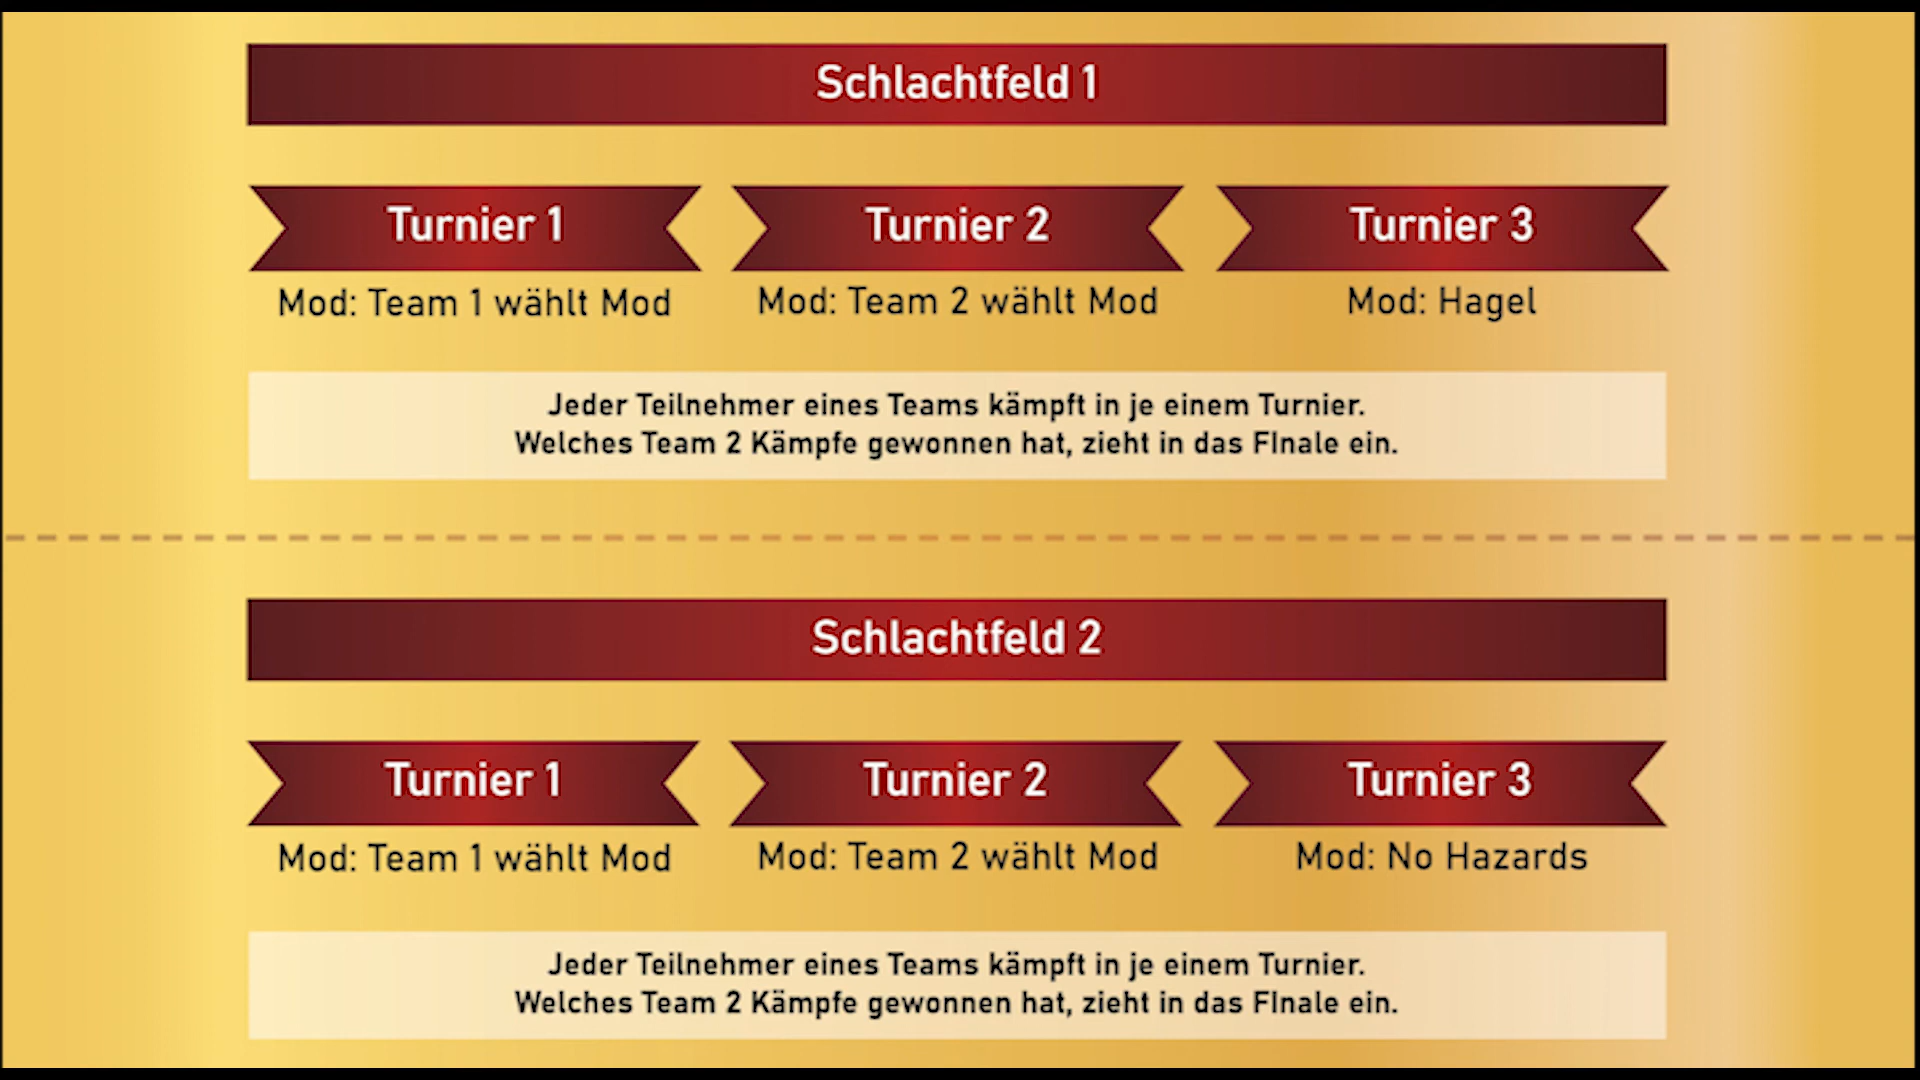 Schlachtfeld 1
Turnier 1
Turnier 2
Turnier 3
Mod: Team 1 wählt Mod
Mod: Team 2 wählt Mod
Mod: Hagel
Jeder Teilnehmer eines Teams kämpft in je einem Turnier.
Welches Team 2 Kämpfe gewonnen hat, zieht in das FInale ein.
Schlachtfeld 2
Turnier 1
Turnier 2
Turnier 3
Mod: Team 1 wählt Mod
Mod: Team 2 wählt Mod
Mod: No Hazards
Jeder Teilnehmer eines Teams kämpft in je einem Turnier.
Welches Team 2 Kämpfe gewonnen hat, zieht in das FInale ein.